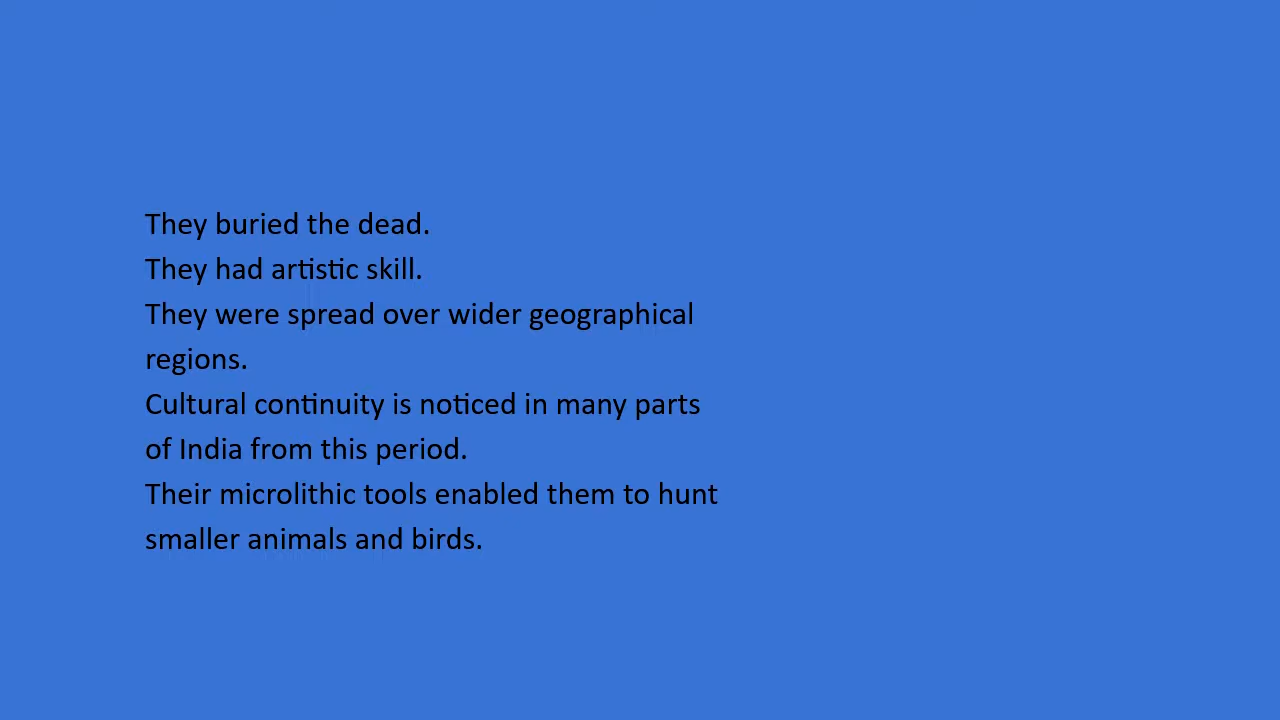 They buried the dead.
They had artistic skill.
They were spread over wider geographical
regions.
Cultural continuity is noticed in many parts
of India from this period.
Their microlithic tools enabled them to hunt
smaller animals and birds.